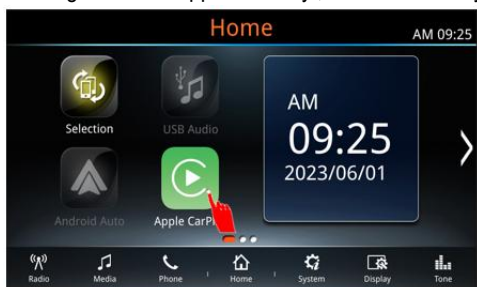 Home
AM 09:25
Selection
USB Audio
AM
09:25
2023/06/01
Android Auto
Apple CarPl
Radio
Media
Phone
Home
System
Display
Tone